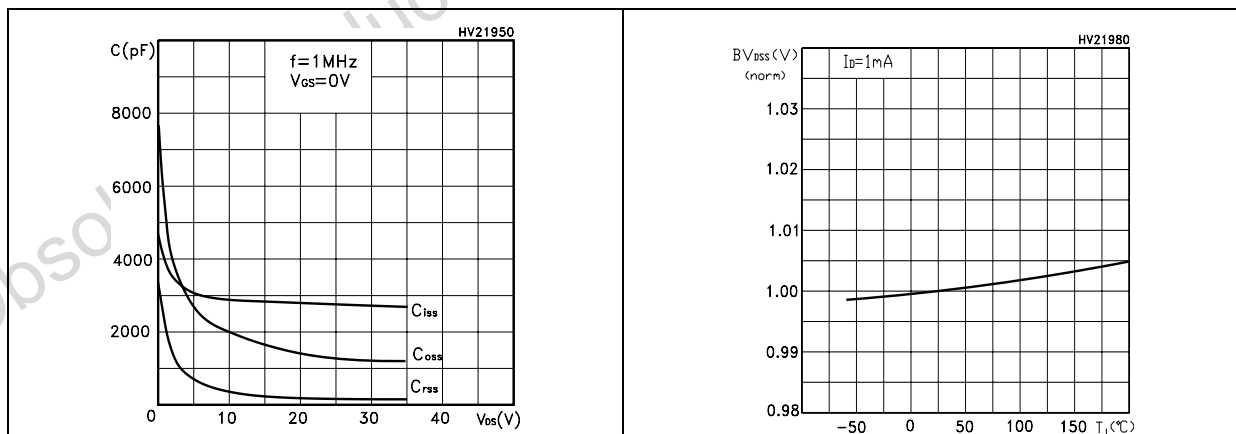 HV21950
C(pF)
f=1MHz
VGS=0V
8000
6000
4000
2000
Ciss
Coss
Crss
0 10 20 30 40 VDS(V)
HV21980
BVDSS(V)
(norm)
ID=1mA
1.03
1.02
1.01
1.00
0.99
0.98
-50 0 50 100 150 TJ(°C)